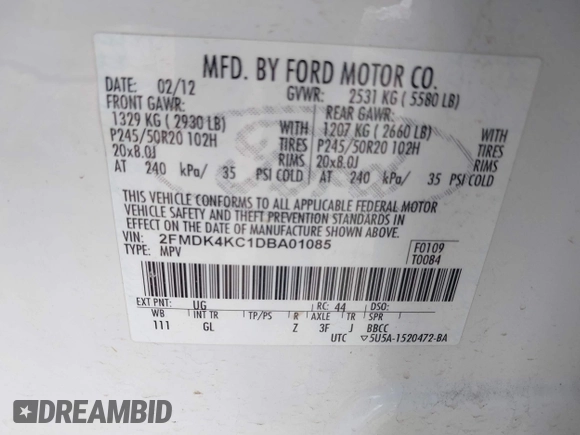 MFD. BY FORD MOTOR CO.
DATE: 02/12 GVWR: 2531 KG ( 5580 LB)
FRONT GAWR: REAR GAWR:
1329 KG ( 2930 LB) WITH 1207 KG ( 2660 LB) WITH
P245/50R20 102H TIRES P245/50R20 102H TIRES
20x8.0J RIMS 20x8.0J RIMS
AT 240 kPa/ 35 PSI COLD AT 240 kPa/ 35 PSI COLD
THIS VEHICLE CONFORMS TO ALL APPLICABLE FEDERAL MOTOR
VEHICLE SAFETY AND THEFT PREVENTION STANDARDS IN
EFFECT ON THE DATE OF MANUFACTURE SHOWN ABOVE.
VIN: 2FMDK4KC1DBA01085 F0109
TYPE: MPV T0084
EXT PNT: UG RC: 44 DSO:
WB INT TR TP/PS R AXLE TR SPR
111 GL Z 3F J BBCC
UTC ▽5U5A-1520472-BA
Ford
DREAMBID